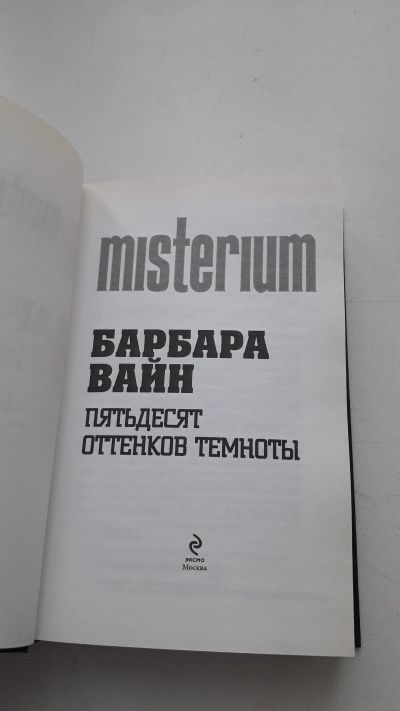 misterium
БАРБАРА
ВАЙН
ПЯТЬДЕСЯТ
ОТТЕНКОВ ТЕМНОТЫ
ЭКСМО
Москва